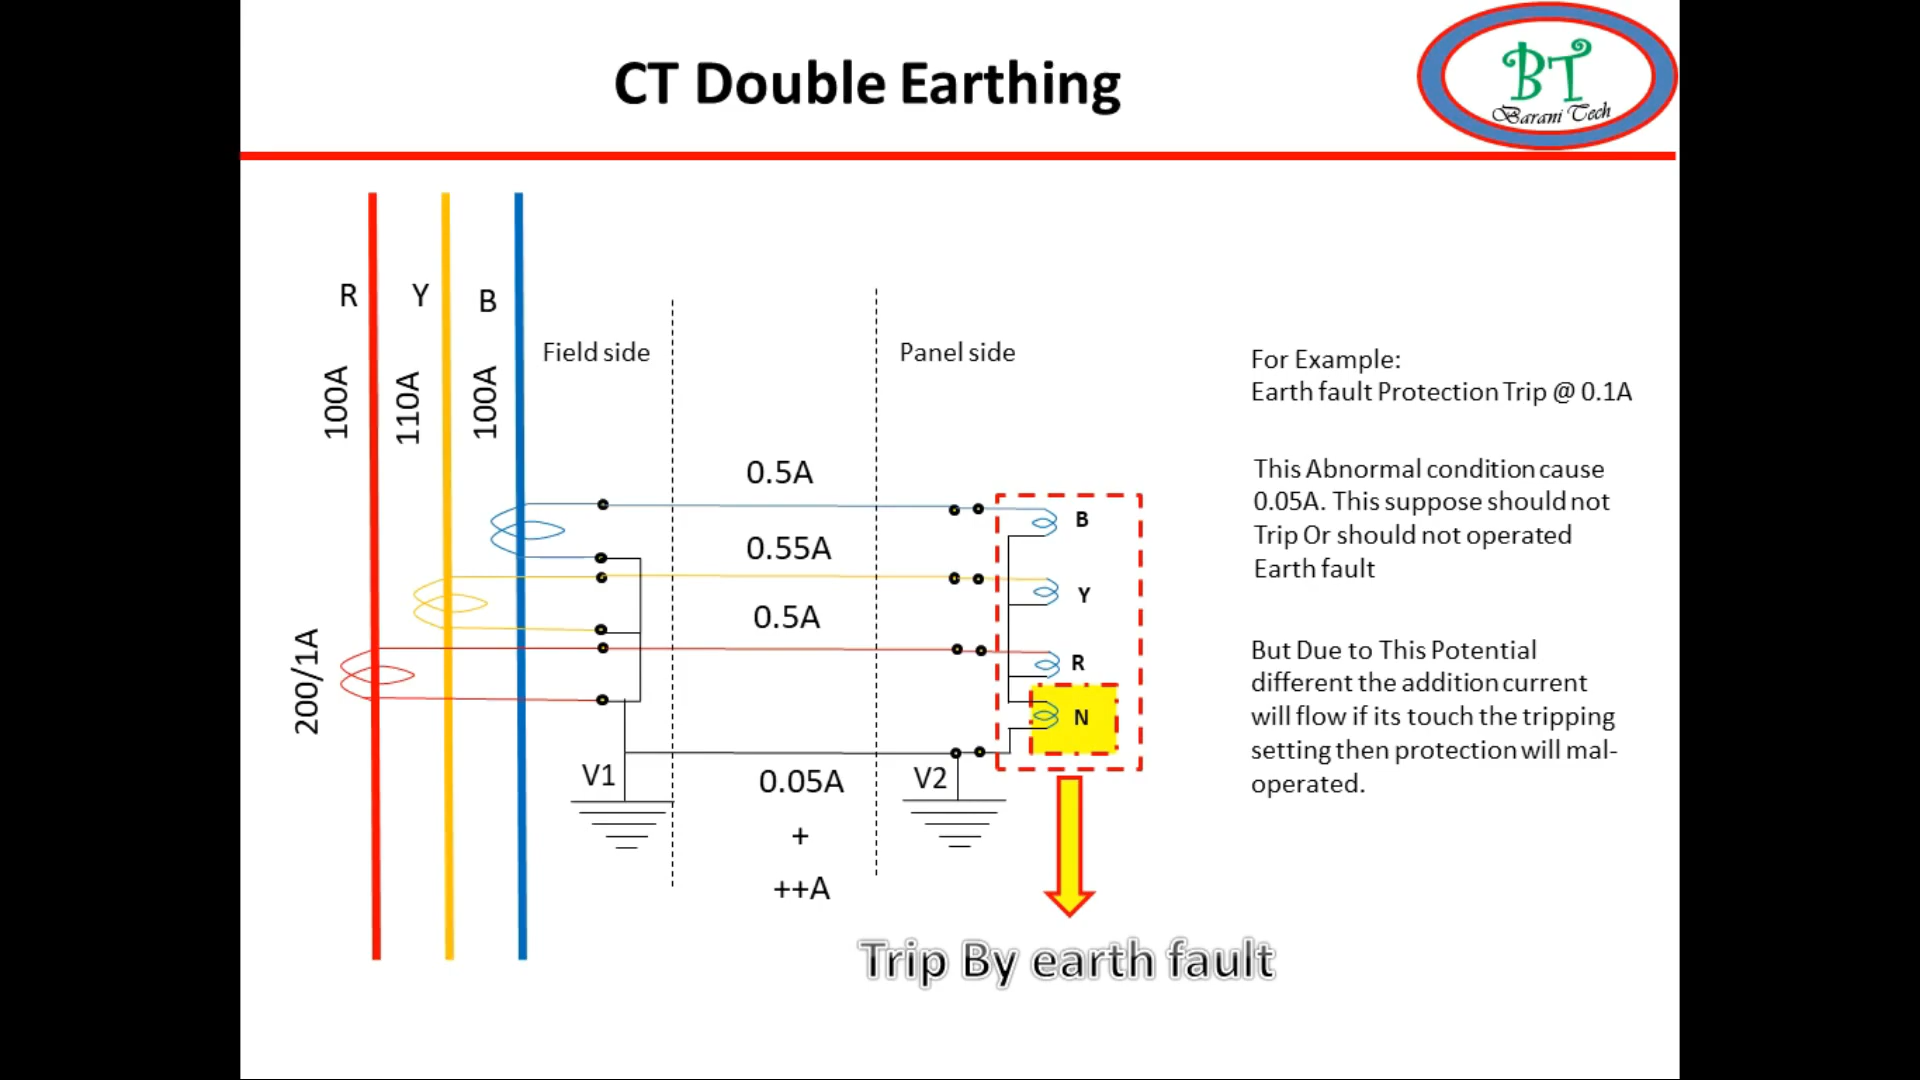 CT Double Earthing
BT
Barani Tech
R
Y
B
100A
110A
100A
Field side
Panel side
0.5A
0.55A
0.5A
200/1A
B
Y
R
N
V1
V2
0.05A
+
++A
Trip By earth fault
For Example:
Earth fault Protection Trip @ 0.1A
This Abnormal condition cause
0.05A. This suppose should not
Trip Or should not operated
Earth fault
But Due to This Potential
different the addition current
will flow if its touch the tripping
setting then protection will mal-
operated.